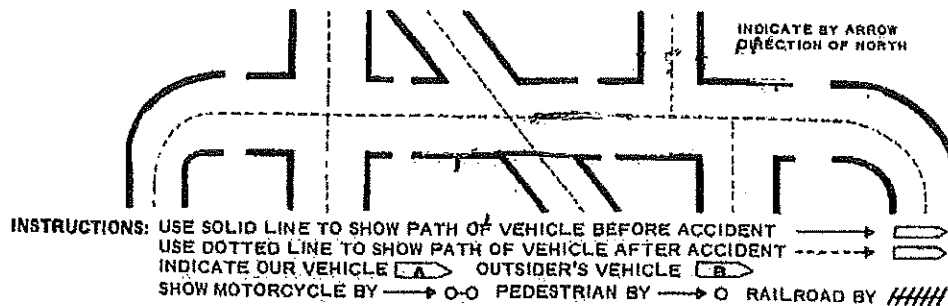 INDICATE BY ARROW
DIRECTION OF NORTH
INSTRUCTIONS: USE SOLID LINE TO SHOW PATH OF VEHICLE BEFORE ACCIDENT
USE DOTTED LINE TO SHOW PATH OF VEHICLE AFTER ACCIDENT
INDICATE OUR VEHICLE A OUTSIDER'S VEHICLE B
SHOW MOTORCYCLE BY O-O PEDESTRIAN BY O RAILROAD BY